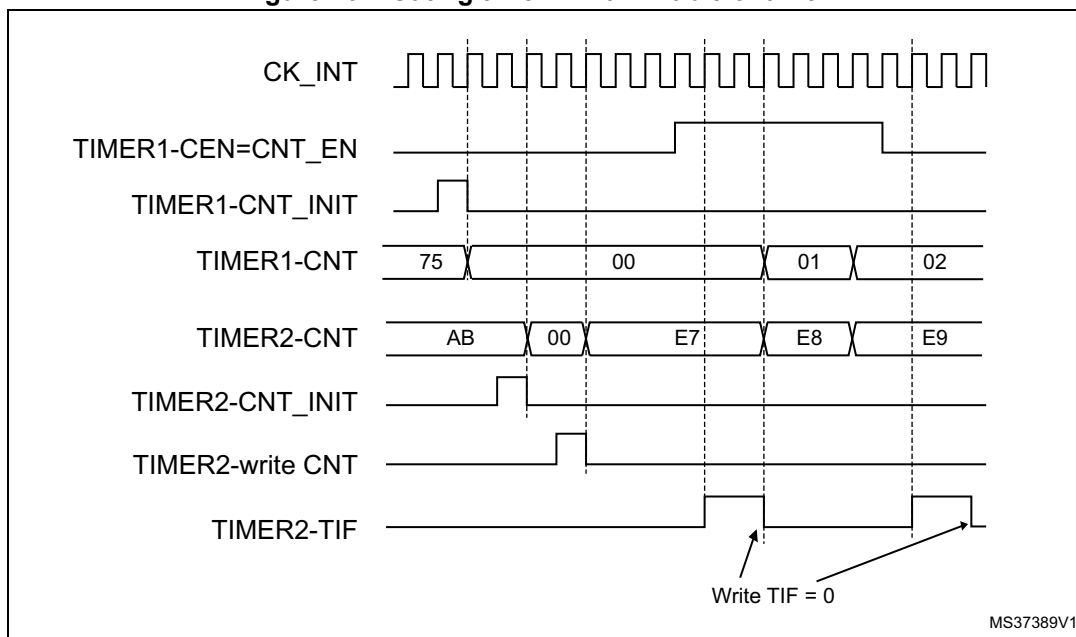 CK_INT
TIMER1-CEN=CNT_EN
TIMER1-CNT_INIT
TIMER1-CNT 75 00 01 02
TIMER2-CNT AB 00 E7 E8 E9
TIMER2-CNT_INIT
TIMER2-write CNT
TIMER2-TIF
Write TIF = 0
MS37389V1